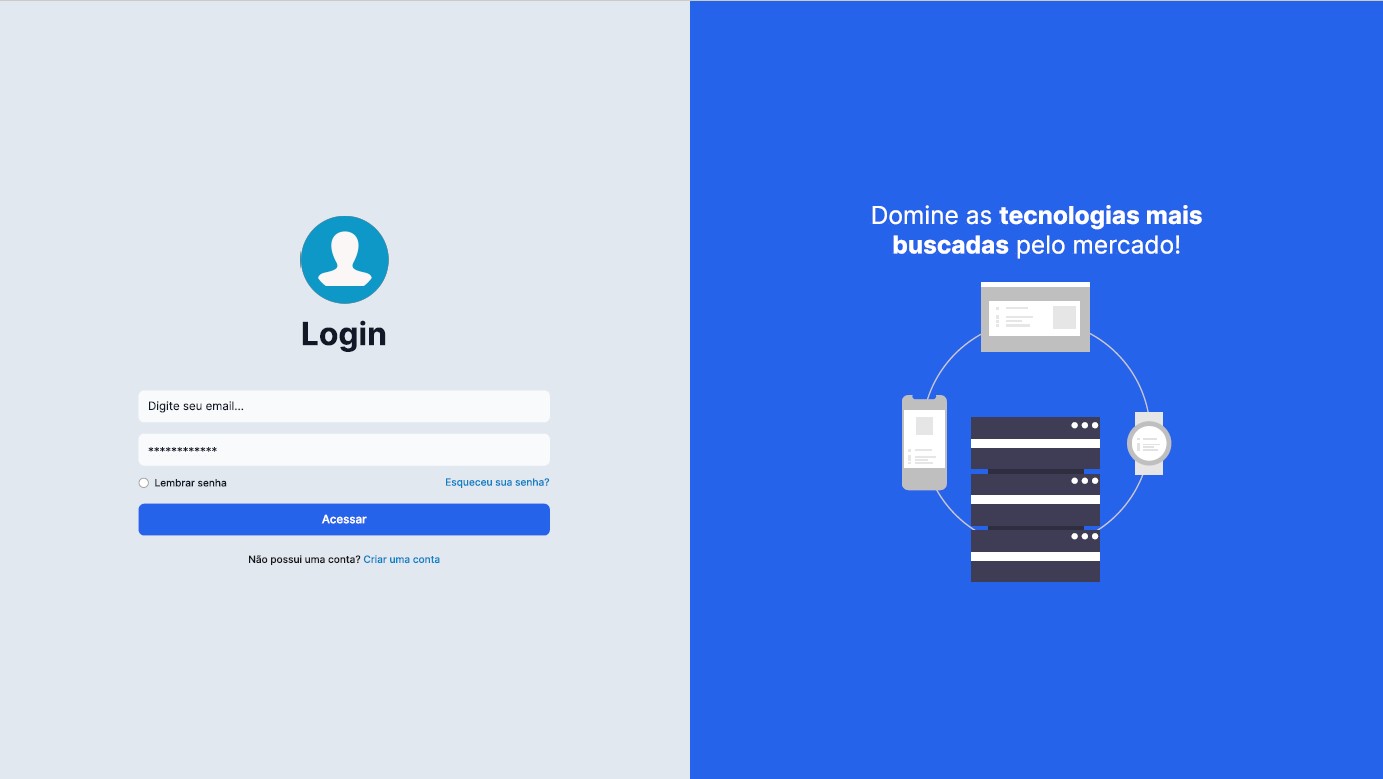 Login
Digite seu email...
************
Lembrar senha
Esqueceu sua senha?
Acessar
Não possui uma conta? Criar uma conta
Domine as tecnologias mais
buscadas pelo mercado!